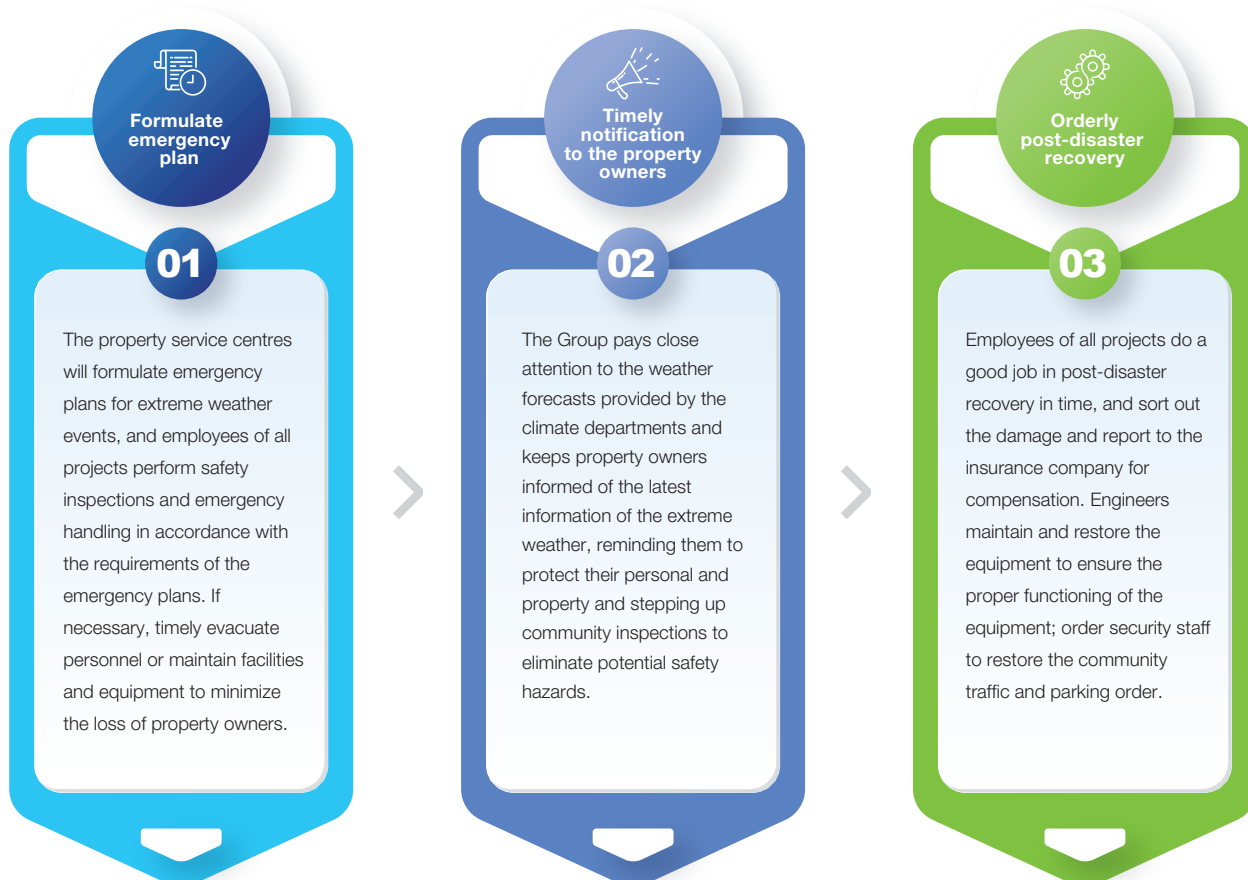 Formulate
emergency
plan
01
The property service centres
will formulate emergency
plans for extreme weather
events, and employees of all
projects perform safety
inspections and emergency
handling in accordance with
the requirements of the
emergency plans. If
necessary, timely evacuate
personnel or maintain facilities
and equipment to minimize
the loss of property owners.
Timely
notification
to the property
owners
02
The Group pays close
attention to the weather
forecasts provided by the
climate departments and
keeps property owners
informed of the latest
information of the extreme
weather, reminding them to
protect their personal and
property and stepping up
community inspections to
eliminate potential safety
hazards.
Orderly
post-disaster
recovery
03
Employees of all projects do a
good job in post-disaster
recovery in time, and sort out
the damage and report to the
insurance company for
compensation. Engineers
maintain and restore the
equipment to ensure the
proper functioning of the
equipment; order security staff
to restore the community
traffic and parking order.